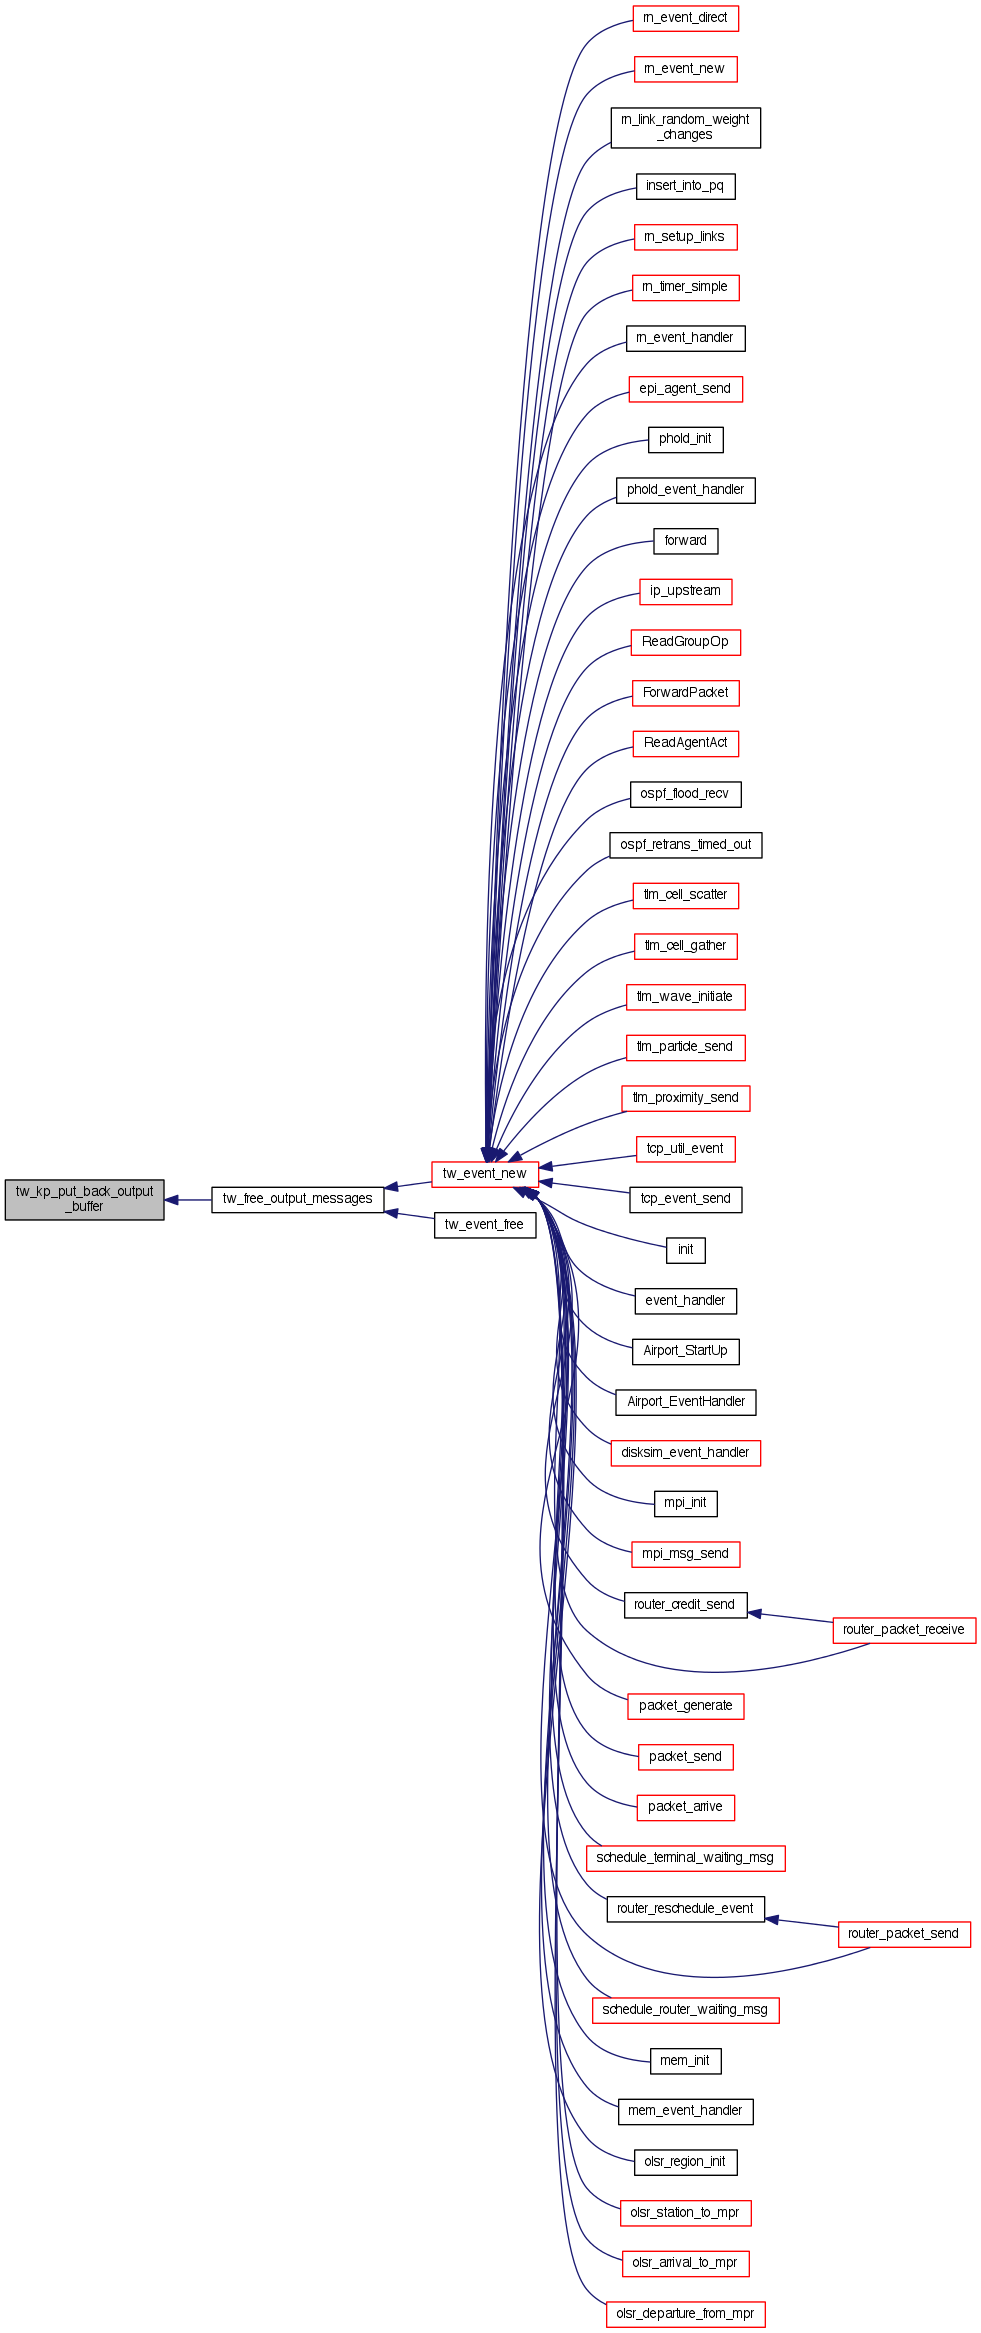 rn_event_direct
rn_event_new
rn_link_random_weight
_changes
insert_into_pq
rn_setup_links
rn_timer_simple
rn_event_handler
epi_agent_send
phold_init
phold_event_handler
forward
ip_upstream
ReadGroupOp
ForwardPacket
ReadAgentAct
ospf_flood_recv
ospf_retrans_timed_out
tlm_cell_scatter
tlm_cell_gather
tlm_wave_initiate
tlm_particle_send
tlm_proximity_send
tcp_util_event
tw_kp_put_back_output
_buffer
tw_free_output_messages
tw_event_new
tw_event_free
tcp_event_send
init
event_handler
Airport_StartUp
Airport_EventHandler
disksim_event_handler
mpi_init
mpi_msg_send
router_credit_send
router_packet_receive
packet_generate
packet_send
packet_arrive
schedule_terminal_waiting_msg
router_reschedule_event
router_packet_send
schedule_router_waiting_msg
mem_init
mem_event_handler
olsr_region_init
olsr_station_to_mpr
olsr_arrival_to_mpr
olsr_departure_from_mpr